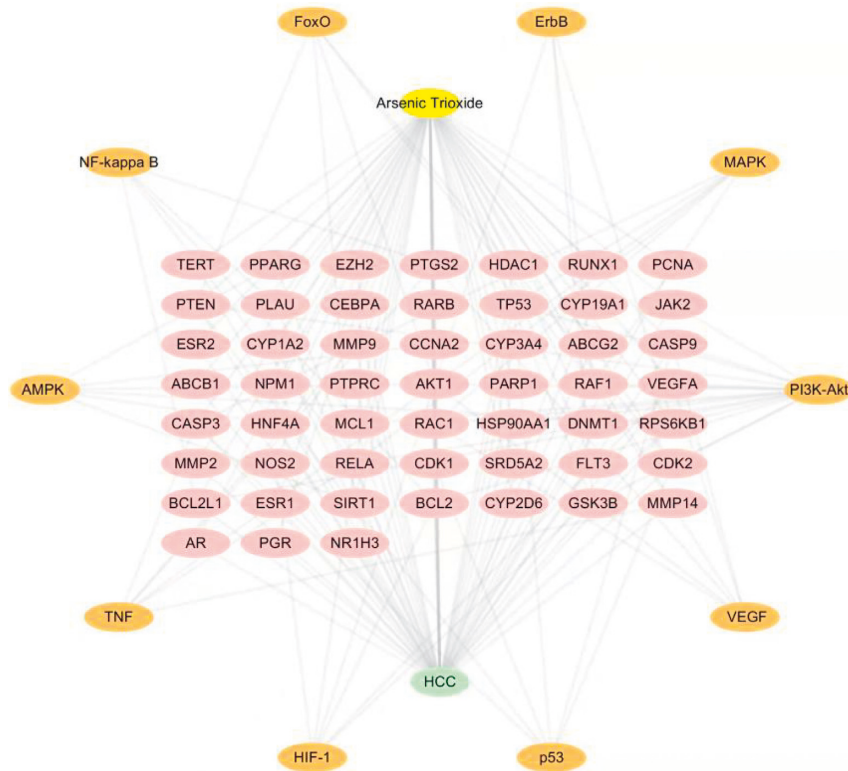 FoxO ErbB
Arsenic Trioxide
NF-kappa B MAPK
TERT PPARG EZH2 PTGS2 HDAC1 RUNX1 PCNA
PTEN PLAU CEBPA RARB TP53 CYP19A1 JAK2
ESR2 CYP1A2 MMP9 CCNA2 CYP3A4 ABCG2 CASP9
AMPK ABCB1 NPM1 PTPRC AKT1 PARP1 RAF1 VEGFA PI3K-Akt
CASP3 HNF4A MCL1 RAC1 HSP90AA1 DNMT1 RPS6KB1
MMP2 NOS2 RELA CDK1 SRD5A2 FLT3 CDK2
BCL2L1 ESR1 SIRT1 BCL2 CYP2D6 GSK3B MMP14
AR PGR NR1H3
TNF VEGF
HCC
HIF-1 p53